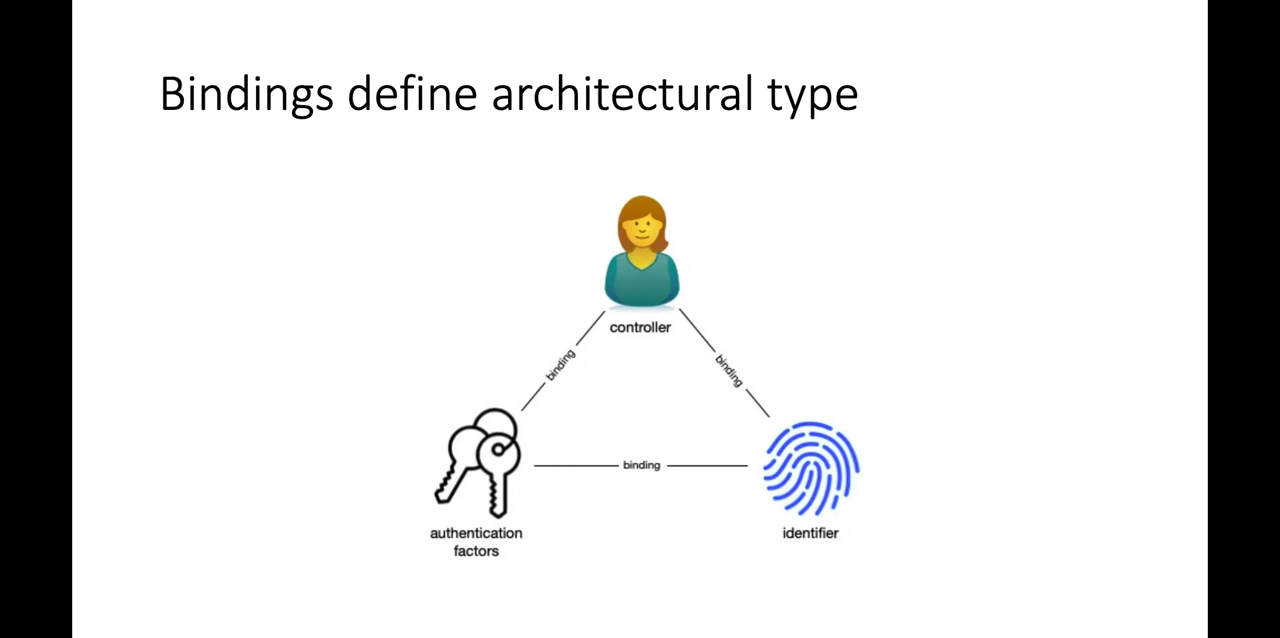 Bindings define architectural type
controller
binding
binding
binding
authentication
factors
identifier